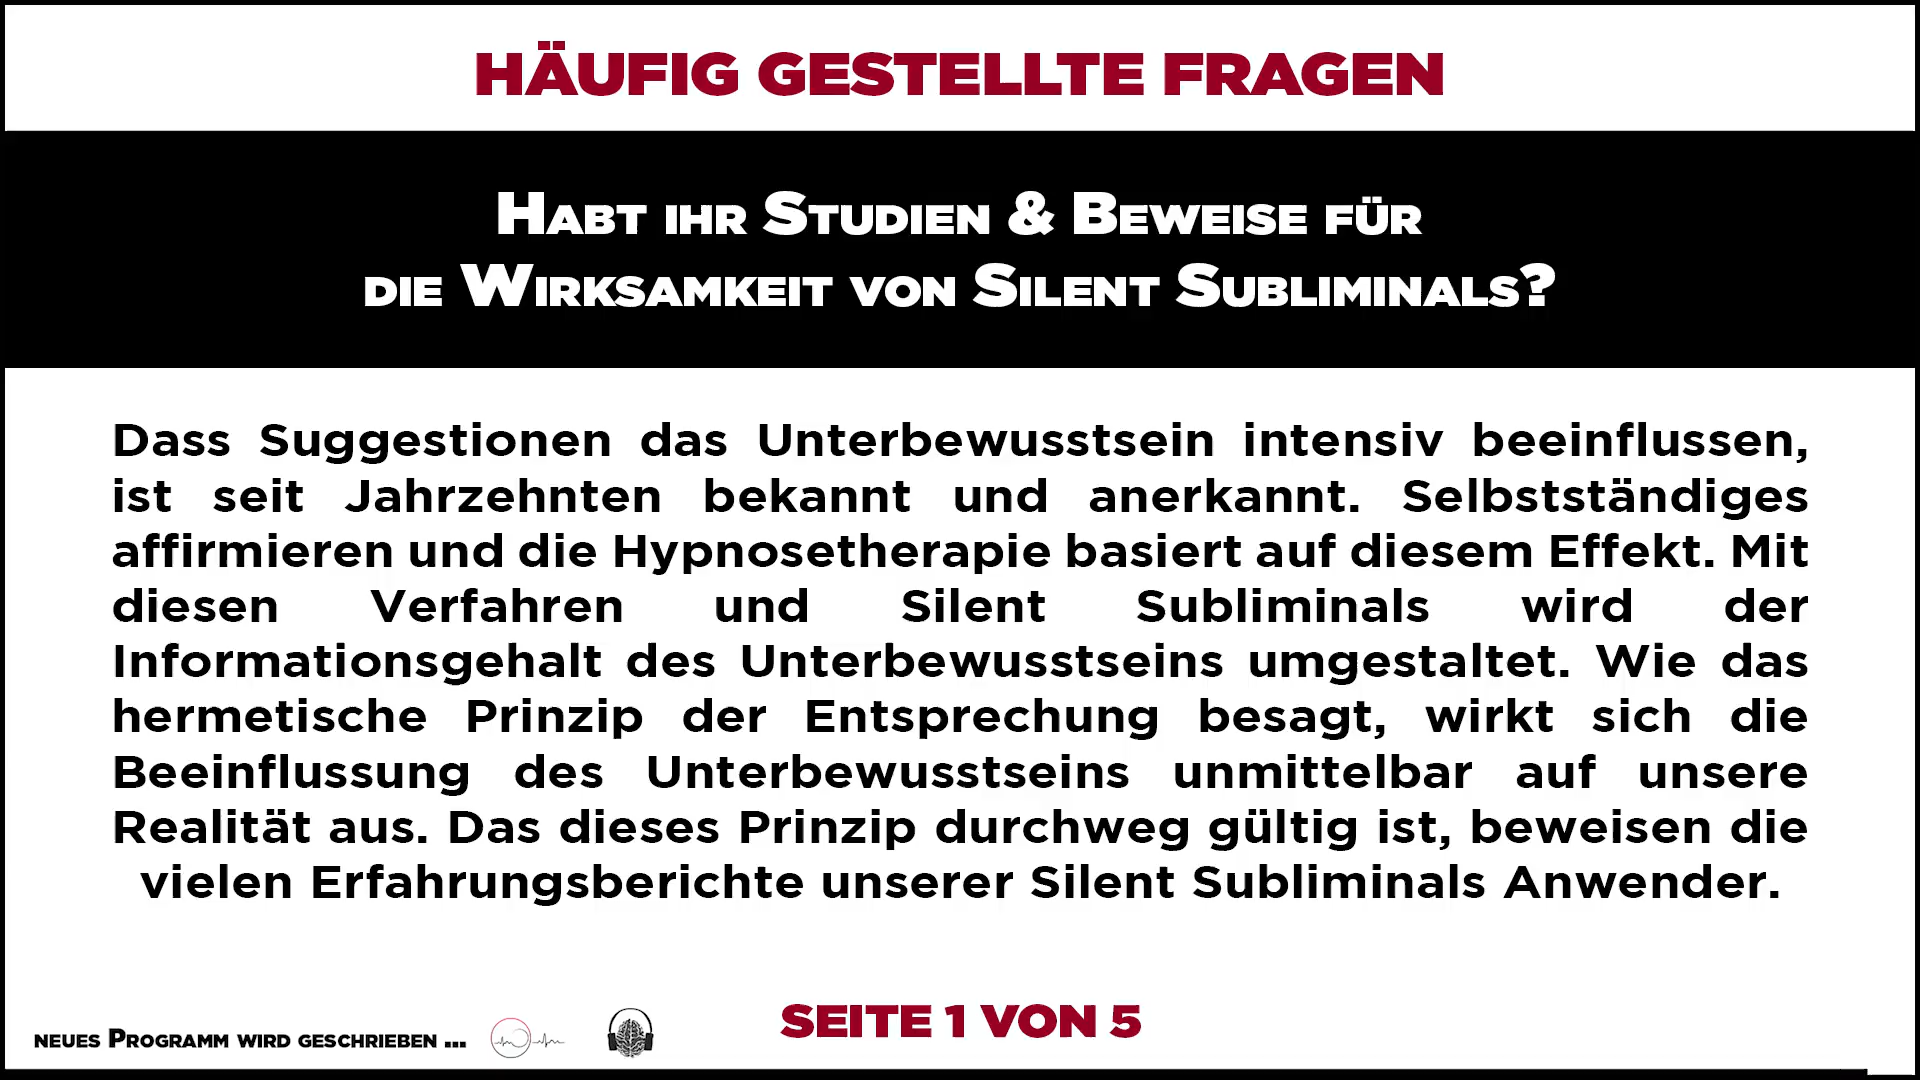 HÄUFIG GESTELLTE FRAGEN
HABT IHR STUDIEN & BEWEISE FÜR
DIE WIRKSAMKEIT VON SILENT SUBLIMINALS?
Dass Suggestionen das Unterbewusstsein intensiv beeinflussen,
ist seit Jahrzehnten bekannt und anerkannt. Selbstständiges
affirmieren und die Hypnosetherapie basiert auf diesem Effekt. Mit
diesen Verfahren und Silent Subliminals wird der
Informationsgehalt des Unterbewusstseins umgestaltet. Wie das
hermetische Prinzip der Entsprechung besagt, wirkt sich die
Beeinflussung des Unterbewusstseins unmittelbar auf unsere
Realität aus. Das dieses Prinzip durchweg gültig ist, beweisen die
vielen Erfahrungsberichte unserer Silent Subliminals Anwender.
NEUES PROGRAMM WIRD GESCHRIEBEN ...
SEITE 1 VON 5